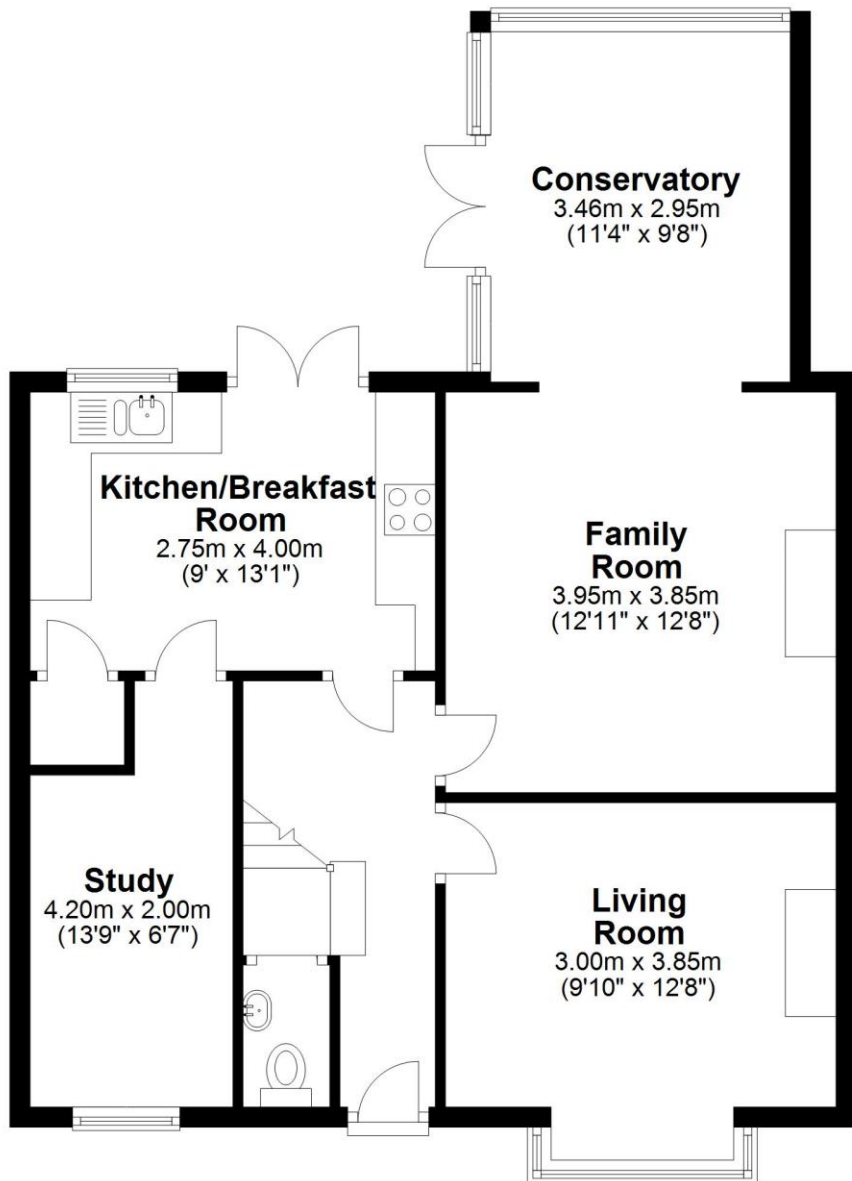 Conservatory
3.46m x 2.95m
(11'4" x 9'8")
Kitchen/Breakfast
Room
2.75m x 4.00m
(9' x 13'1")
Family
Room
3.95m x 3.85m
(12'11" x 12'8")
Study
4.20m x 2.00m
(13'9" x 6'7")
Living
Room
3.00m x 3.85m
(9'10" x 12'8")